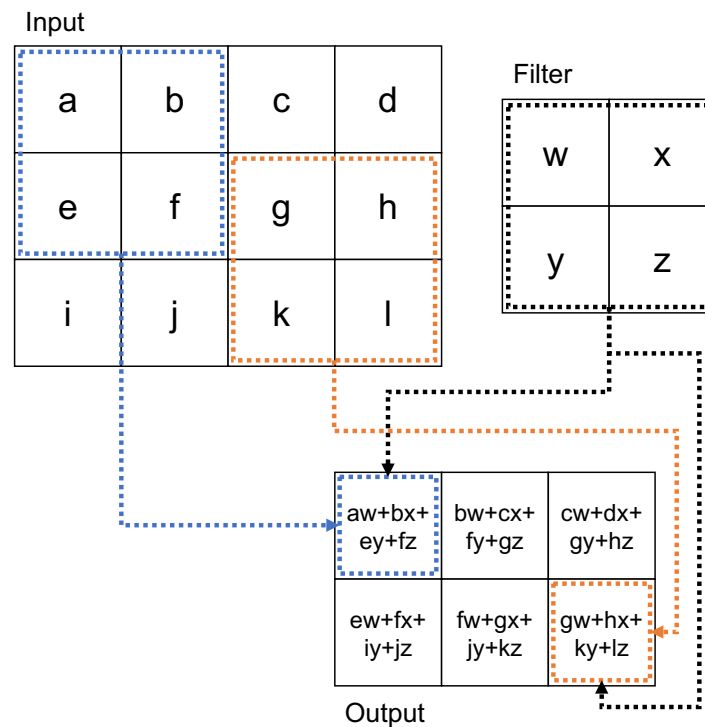 Input
a b c d
e f g h
i j k l
Filter
w x
y z
aw+bx+
ey+fz
bw+cx+
fy+gz
cw+dx+
gy+hz
ew+fx+
iy+jz
fw+gx+
jy+kz
gw+hx+
ky+lz
Output